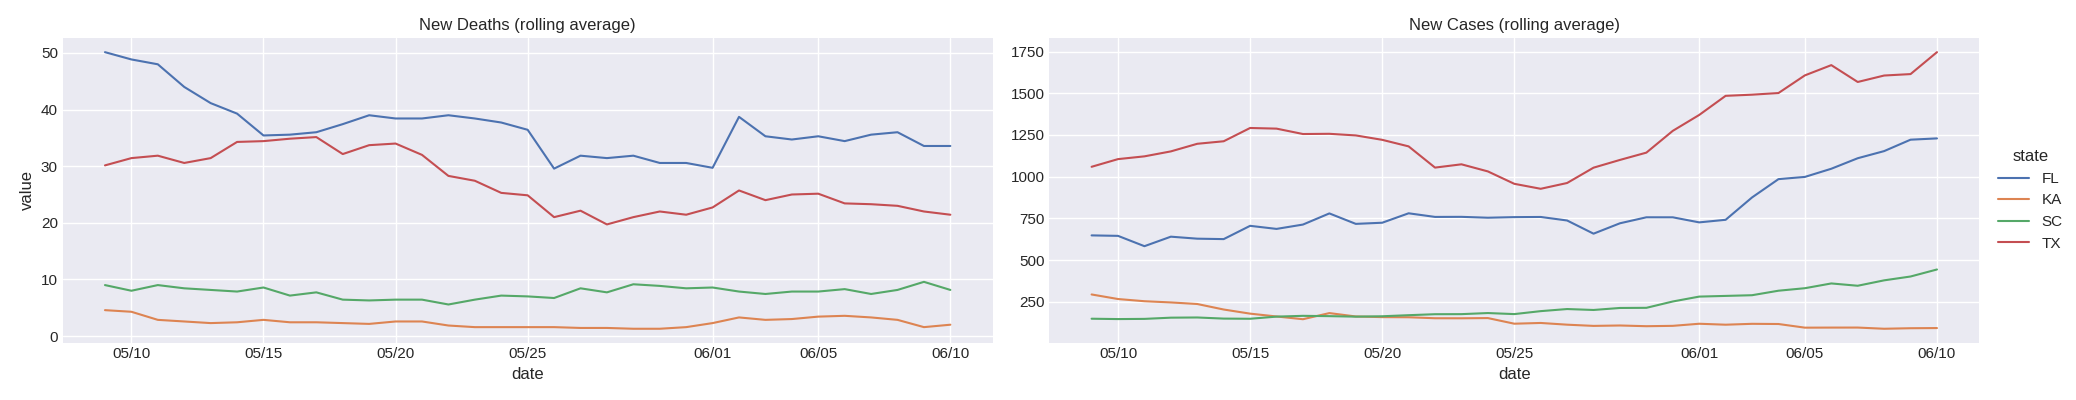 New Deaths (rolling average)
50
40
30
20
10
0
value
05/10 05/15 05/20 05/25 06/01 06/05 06/10
date
New Cases (rolling average)
1750
1500
1250
1000
750
500
250
05/10 05/15 05/20 05/25 06/01 06/05 06/10
date
state
FL
KA
SC
TX